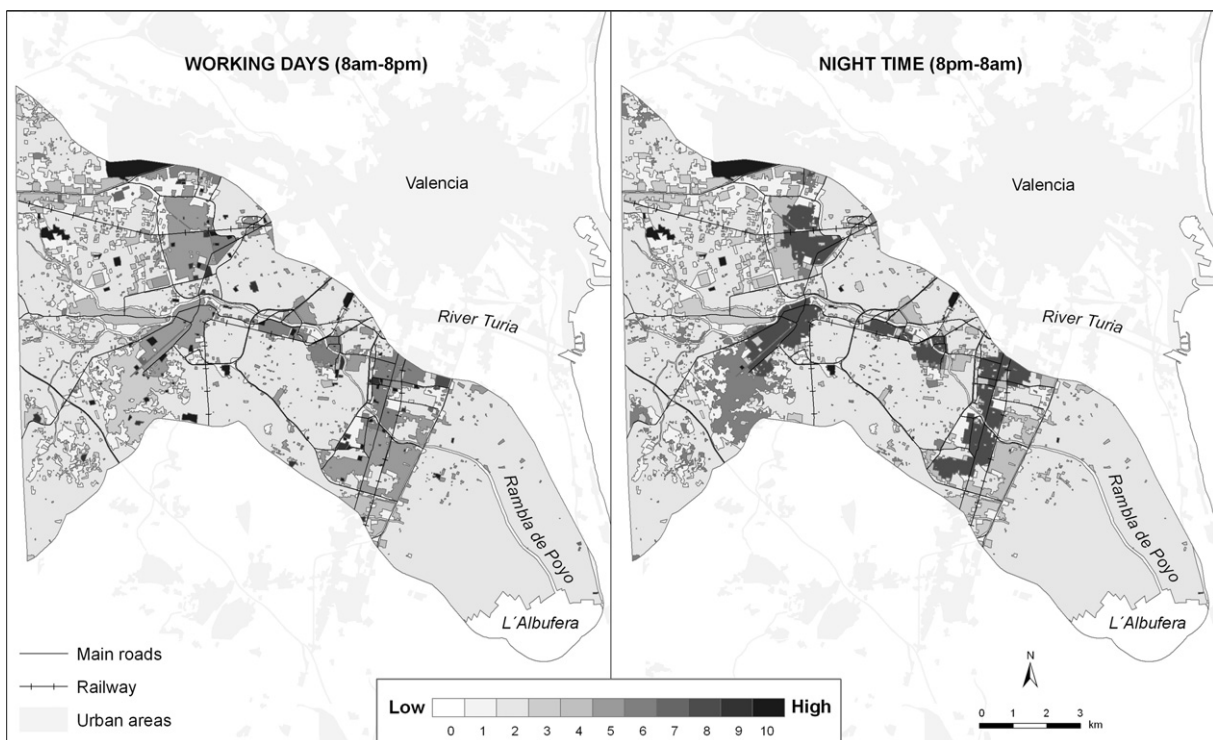 WORKING DAYS (8am-8pm)
Valencia
River Turia
Rambla de Poyo
L´Albufera
NIGHT TIME (8pm-8am)
Valencia
River Turia
Rambla de Poyo
L´Albufera
Main roads
Railway
Urban areas
Low High
0 1 2 3 4 5 6 7 8 9 10
N
0 1 2 3
km